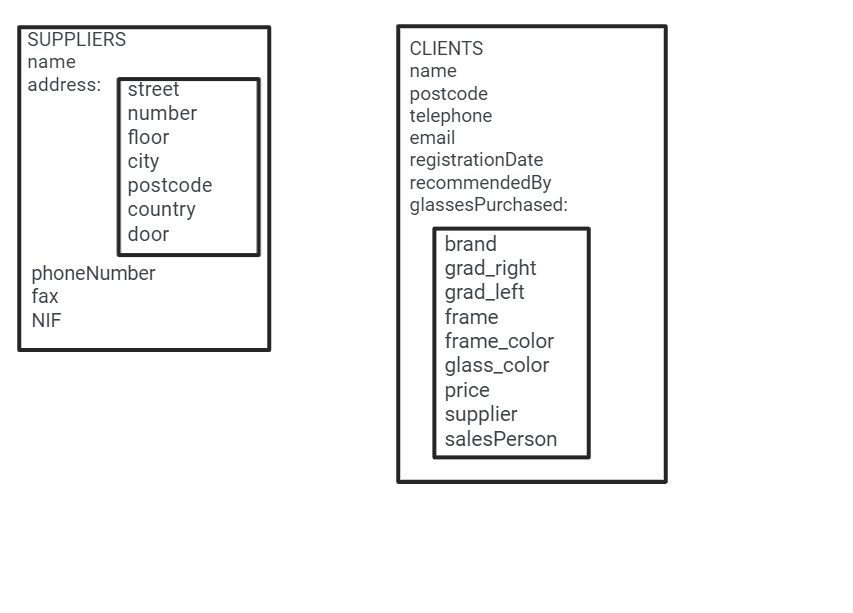 SUPPLIERS
name
address:
street
number
floor
city
postcode
country
door
phoneNumber
fax
NIF
CLIENTS
name
postcode
telephone
email
registrationDate
recommendedBy
glassesPurchased:
brand
grad_right
grad_left
frame
frame_color
glass_color
price
supplier
salesPerson